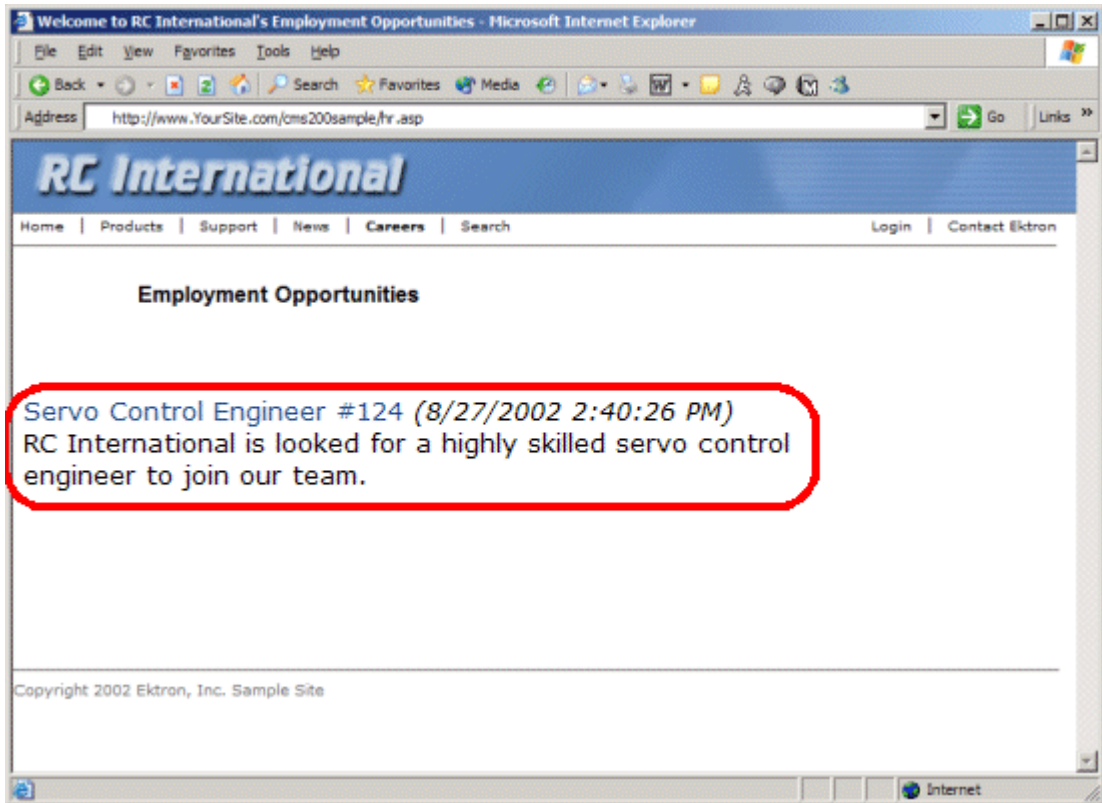 Welcome to RC International's Employment Opportunities - Microsoft Internet Explorer
File Edit View Favorites Tools Help
Back Search Favorites Media
Address http://www.YourSite.com/cms200sample/hr.asp Go Links »
RC International
Home | Products | Support | News | Careers | Search Login | Contact Ektron
Employment Opportunities
Servo Control Engineer #124 (8/27/2002 2:40:26 PM)
RC International is looked for a highly skilled servo control
engineer to join our team.
Copyright 2002 Ektron, Inc. Sample Site
Internet